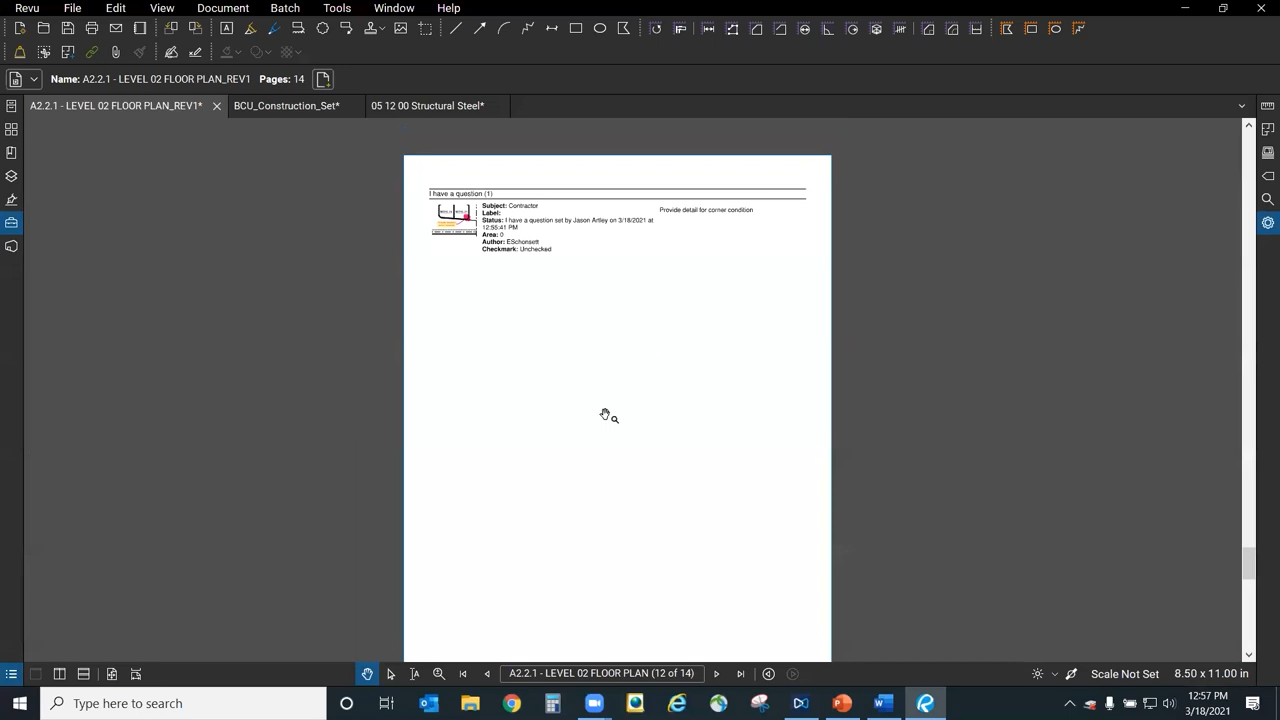 Revu File Edit View Document Batch Tools Window Help
Name: A2.2.1 - LEVEL 02 FLOOR PLAN_REV1 Pages: 14
A2.2.1 - LEVEL 02 FLOOR PLAN_REV1* BCU_Construction_Set* 05 12 00 Structural Steel*
I have a question (1)
Subject: Contractor
Label:
Status: I have a question set by Jason Artley on 3/18/2021 at
12:55:41 PM
Area: 0
Author: ESchonsett
Checkmark: Unchecked
Provide detail for corner condition
A2.2.1 - LEVEL 02 FLOOR PLAN (12 of 14) Scale Not Set 8.50 x 11.00 in
Type here to search
12:57 PM
3/18/2021